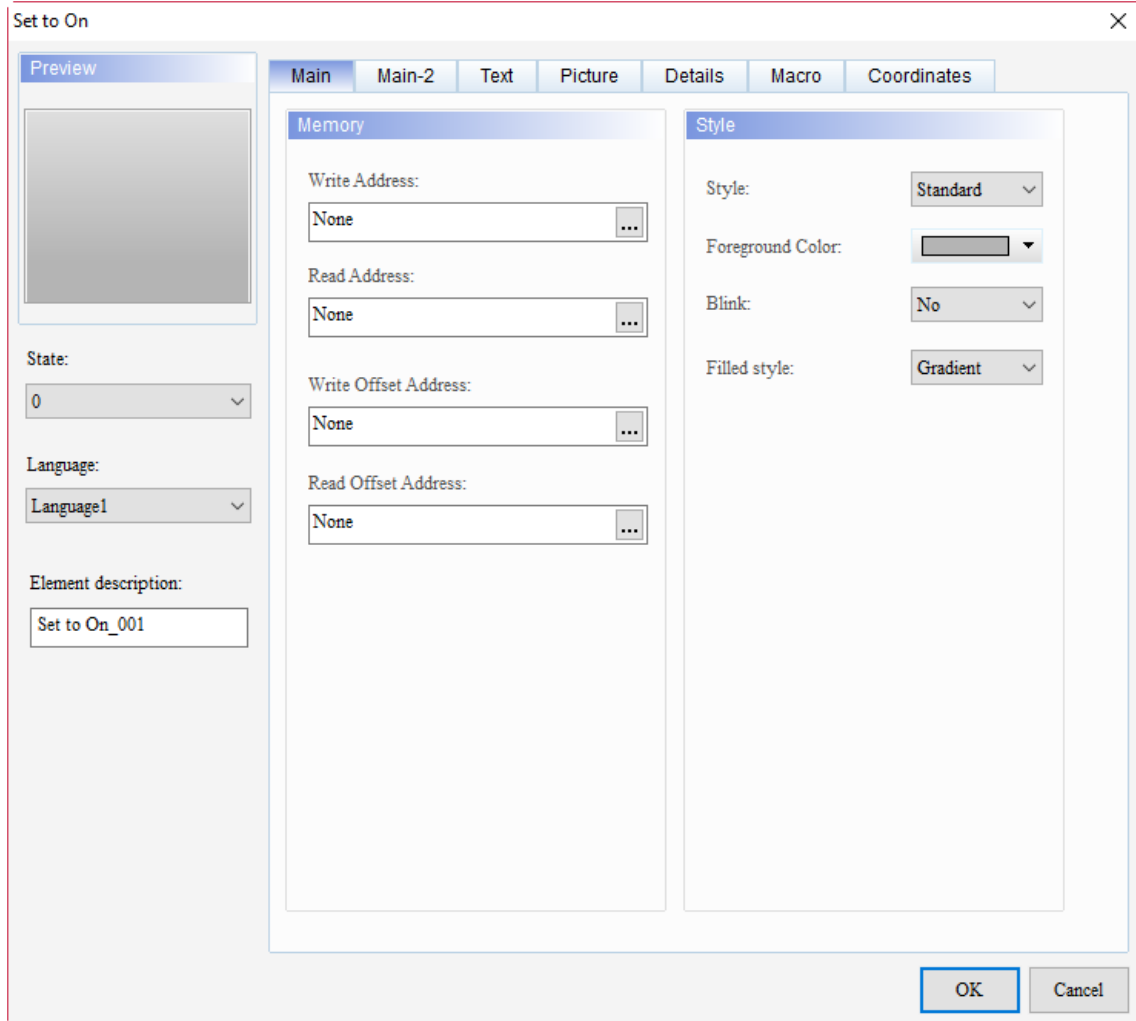 Set to On
Preview
Main Main-2 Text Picture Details Macro Coordinates
State:
0
Language:
Language1
Element description:
Set to On_001
Memory
Write Address:
None
...
Read Address:
None
...
Write Offset Address:
None
...
Read Offset Address:
None
...
Style
Style: Standard
Foreground Color:
Blink: No
Filled style: Gradient
OK Cancel